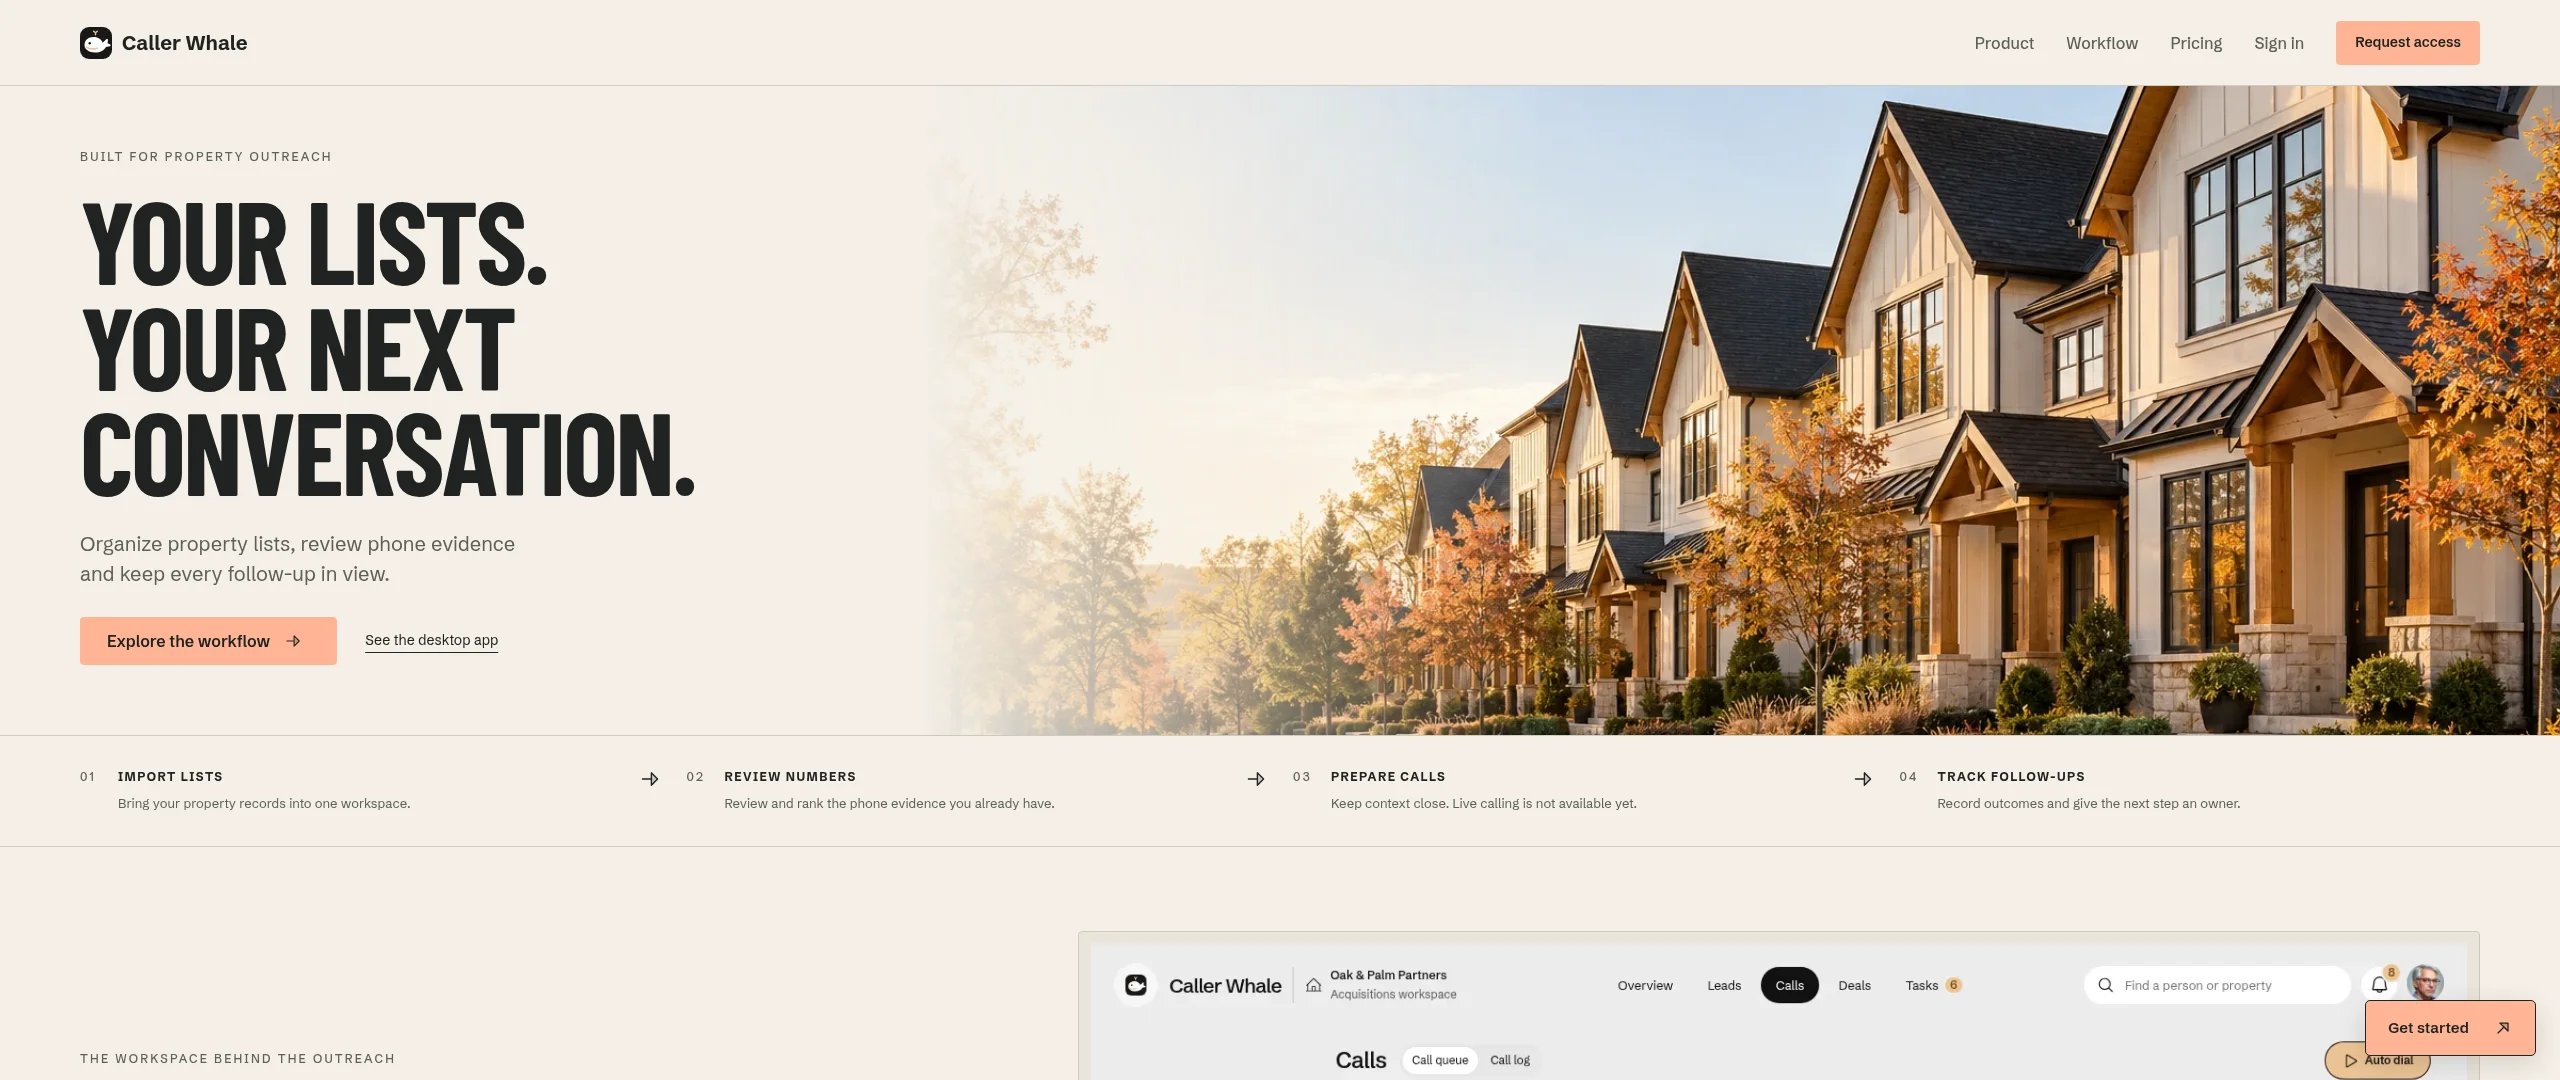 Caller Whale
Product
Workflow
Pricing
Sign in
Request access
BUILT FOR PROPERTY OUTREACH
YOUR LISTS.
YOUR NEXT
CONVERSATION.
Organize property lists, review phone evidence
and keep every follow-up in view.
Explore the workflow
See the desktop app
01
IMPORT LISTS
Bring your property records into one workspace.
02
REVIEW NUMBERS
Review and rank the phone evidence you already have.
03
PREPARE CALLS
Keep context close. Live calling is not available yet.
04
TRACK FOLLOW-UPS
Record outcomes and give the next step an owner.
THE WORKSPACE BEHIND THE OUTREACH
Caller Whale
Oak & Palm Partners
Acquisitions workspace
Overview
Leads
Calls
Deals
Tasks 6
Find a person or property
8
Calls
Call queue
Call log
Auto dial
Get started